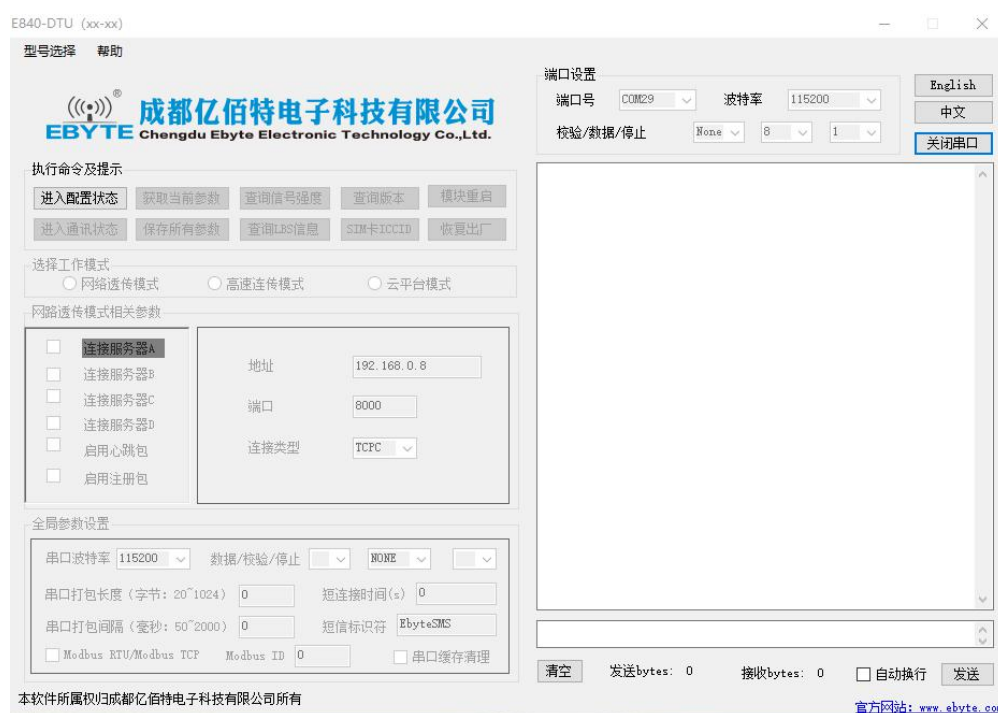 E840-DTU (xx-xx)
型号选择 帮助
成都亿佰特电子科技有限公司
®
EBYTE Chengdu Ebyte Electronic Technology Co.,Ltd.
端口设置
端口号 COM29 波特率 115200
校验/数据/停止 None 8 1
English
中文
关闭串口
执行命令及提示
进入配置状态 获取当前参数 查询信号强度 查询版本 模块重启
进入通讯状态 保存所有参数 查询LBS信息 SIM卡ICCID 恢复出厂
选择工作模式
网络透传模式 高速连传模式 云平台模式
网路透传模式相关参数
连接服务器A
连接服务器B
连接服务器C
连接服务器D
启用心跳包
启用注册包
地址 192.168.0.8
端口 8000
连接类型 TCPC
全局参数设置
串口波特率 115200 数据/校验/停止 NONE
串口打包长度(字节: 20~1024) 0 短连接时间(s) 0
串口打包间隔(毫秒: 50~2000) 0 短信标识符 EbyteSMS
Modbus RTU/Modbus TCP Modbus ID 0 串口缓存清理
清空 发送bytes: 0 接收bytes: 0 自动换行 发送
本软件所属权归成都亿佰特电子科技有限公司所有
官方网站: www.ebyte.co